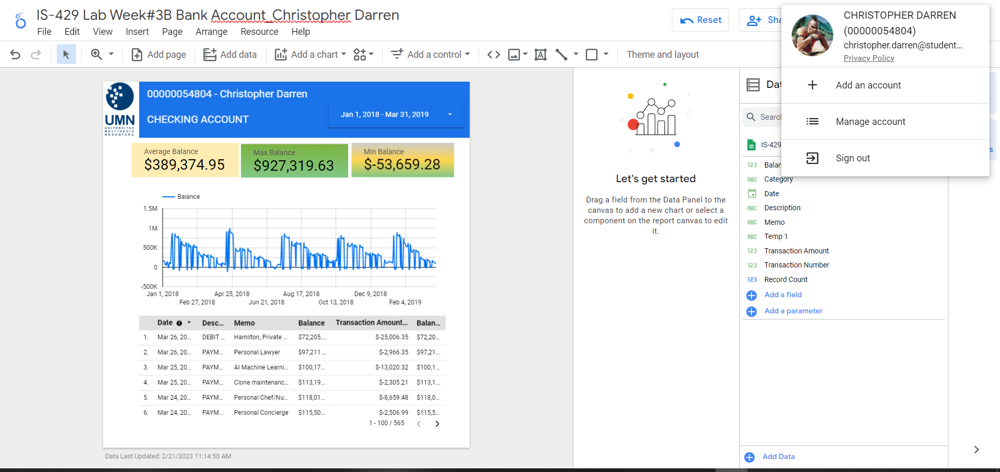 IS-429 Lab Week#3B Bank Account_Christopher Darren
File Edit View Insert Page Arrange Resource Help
Reset
Sha
CHRISTOPHER DARREN
(00000054804)
christopher.darren@student...
Privacy Policy
Add an account
Manage account
Sign out
Add page
Add data
Add a chart
Add a control
Theme and layout
UMN
UNIVERSITAS
MULTIMEDIA
NUSANTARA
00000054804 - Christopher Darren
CHECKING ACCOUNT
Jan 1, 2018 - Mar 31, 2019
Average Balance
$389,374.95
Max Balance
$927,319.63
Min Balance
$-53,659.28
Balance
1.5M
1M
500K
0
-500K
Jan 1, 2018
Feb 27, 2018
Apr 25, 2018
Jun 21, 2018
Aug 17, 2018
Oct 13, 2018
Dec 9, 2018
Feb 4, 2019
Date Desc... Memo Balance Transaction Amount... Balan...
1. Mar 26, 20... DEBIT ... Hamilton, Private ... $72,205.... $-25,006.35 $72,20...
2. Mar 26, 20... PAYM... Personal Lawyer $97,211.... $-2,966.35 $97,21...
3. Mar 25, 20... PAYM... AI Machine Learni... $100,17... $-13,020.32 $100,1...
4. Mar 25, 20... PAYM... Clone maintenanc... $113,19... $-2,305.21 $113,1...
5. Mar 24, 20... PAYM... Personal Chef/Nu... $118,01... $-8,659.48 $118,0...
6. Mar 24, 20... PAYM... Personal Concierge $115,50... $-2,506.99 $115,5...
1 - 100 / 565
Data Last Updated: 2/21/2023 11:14:50 AM
Let's get started
Drag a field from the Data Panel to the
canvas to add a new chart or select a
component on the report canvas to edit
it.
Dat
Search
IS-429
123 Balan
ABC Category
Date
ABC Description
ABC Memo
ABC Temp 1
123 Transaction Amount
123 Transaction Number
123 Record Count
Add a field
Add a parameter
Add Data
s